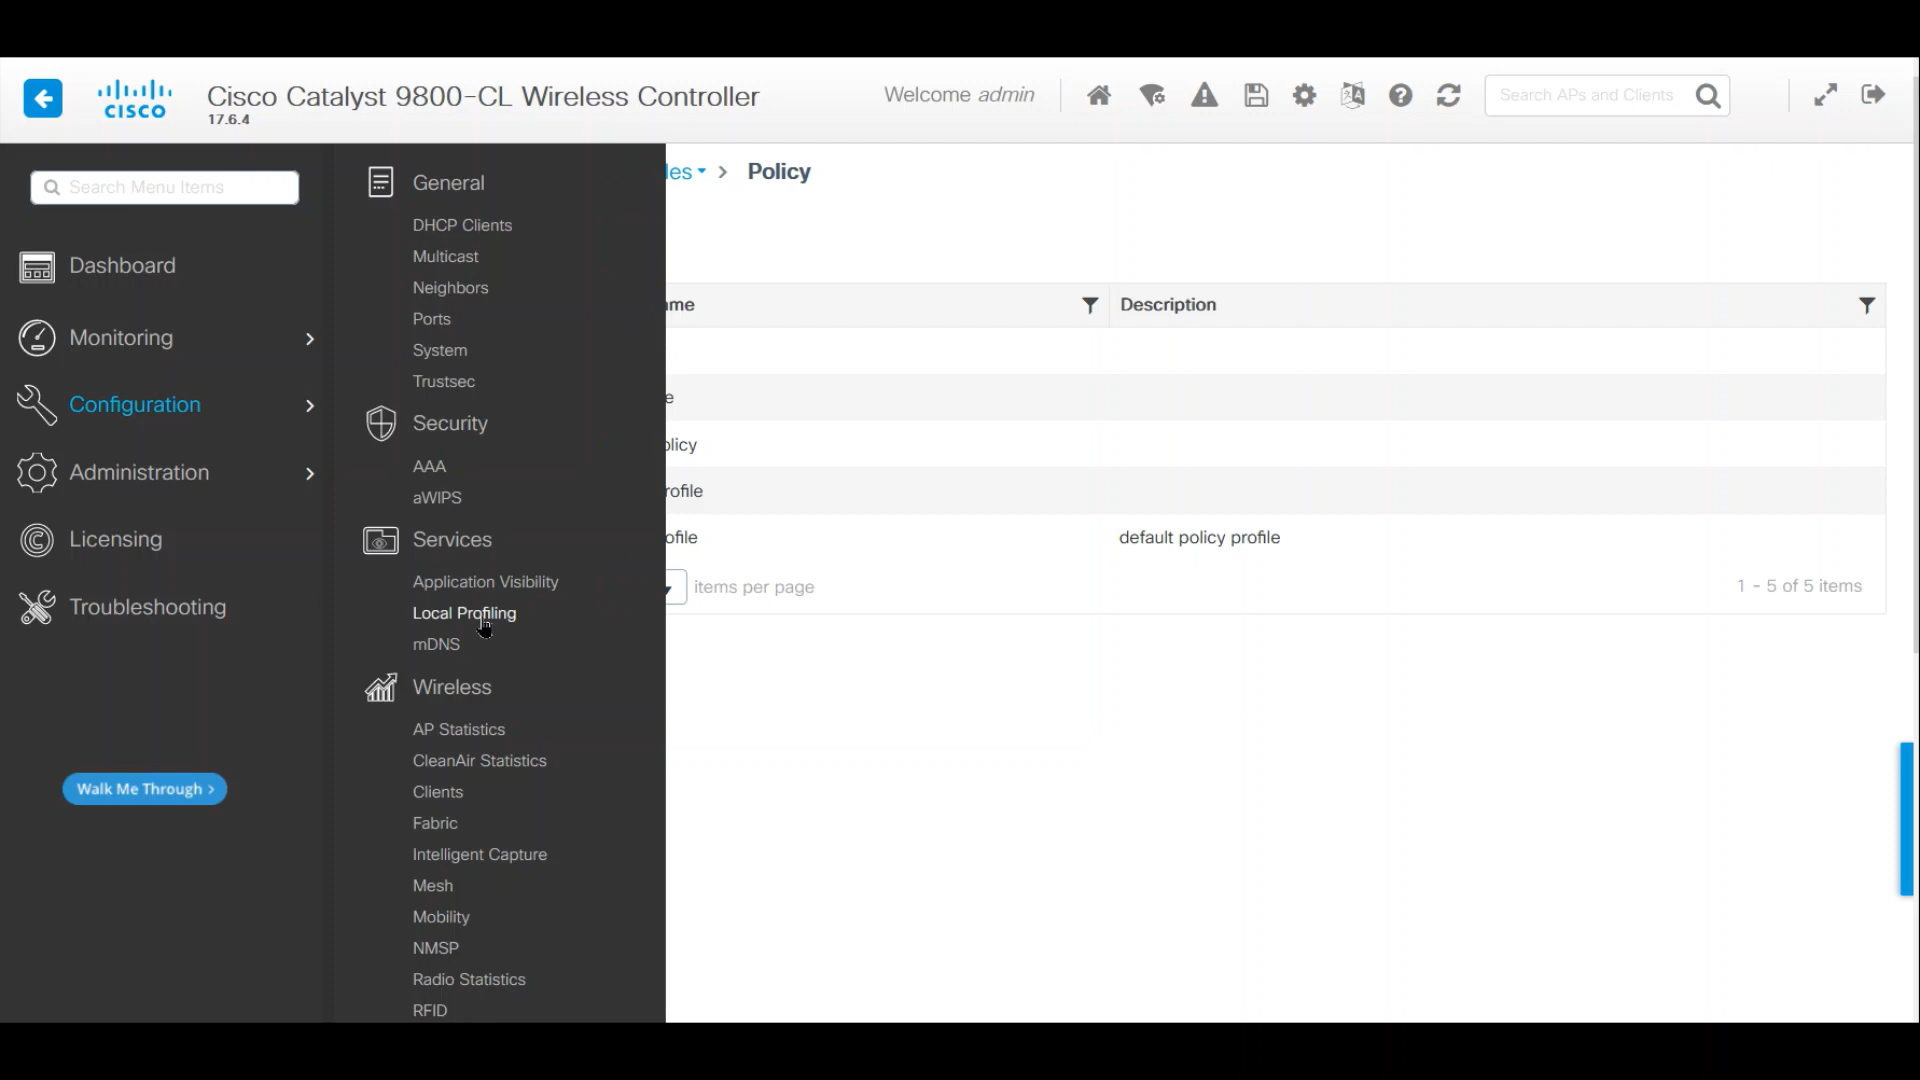 CISCO
Cisco Catalyst 9800-CL Wireless Controller
17.6.4
Welcome admin
Search APs and Clients
Search Menu Items
Dashboard
Monitoring
Configuration
Administration
Licensing
Troubleshooting
Walk Me Through >
General
DHCP Clients
Multicast
Neighbors
Ports
System
Trustsec
Security
AAA
aWIPS
Services
Application Visibility
Local Profiling
mDNS
Wireless
AP Statistics
CleanAir Statistics
Clients
Fabric
Intelligent Capture
Mesh
Mobility
NMSP
Radio Statistics
RFID
les > Policy
me Description
e
olicy
rofile
ofile default policy profile
items per page 1 - 5 of 5 items